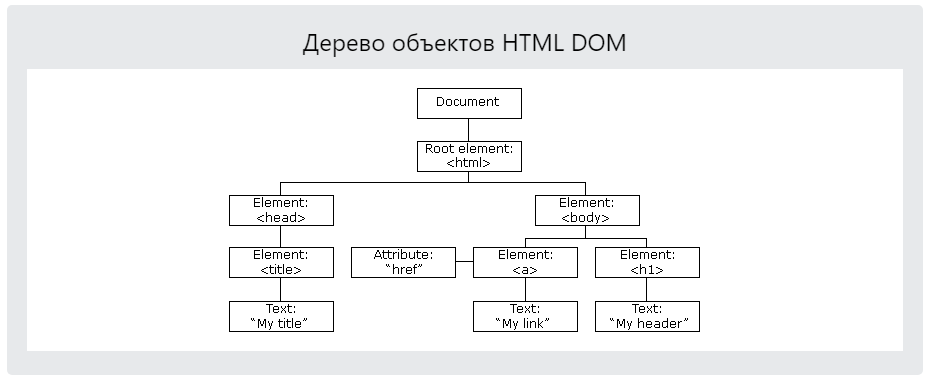 Дерево объектов HTML DOM
Document
Root element:
<html>
Element:
<head>
Element:
<body>
Element:
<title>
Attribute:
“href”
Element:
<a>
Element:
<h1>
Text:
“My title”
Text:
“My link”
Text:
“My header”